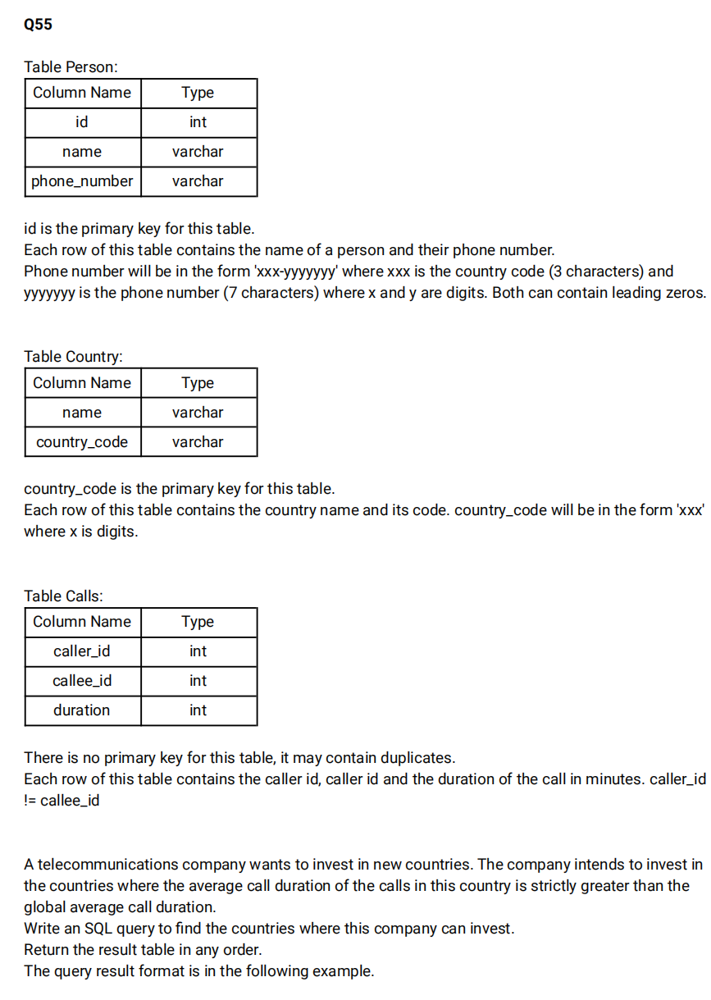 Q55
Table Person:
Column Name Type
id int
name varchar
phone_number varchar
id is the primary key for this table.
Each row of this table contains the name of a person and their phone number.
Phone number will be in the form 'xxx-yyyyyyy' where xxx is the country code (3 characters) and
yyyyyyy is the phone number (7 characters) where x and y are digits. Both can contain leading zeros.
Table Country:
Column Name Type
name varchar
country_code varchar
country_code is the primary key for this table.
Each row of this table contains the country name and its code. country_code will be in the form 'xxx'
where x is digits.
Table Calls:
Column Name Type
caller_id int
callee_id int
duration int
There is no primary key for this table, it may contain duplicates.
Each row of this table contains the caller id, caller id and the duration of the call in minutes. caller_id
!= callee_id
A telecommunications company wants to invest in new countries. The company intends to invest in
the countries where the average call duration of the calls in this country is strictly greater than the
global average call duration.
Write an SQL query to find the countries where this company can invest.
Return the result table in any order.
The query result format is in the following example.